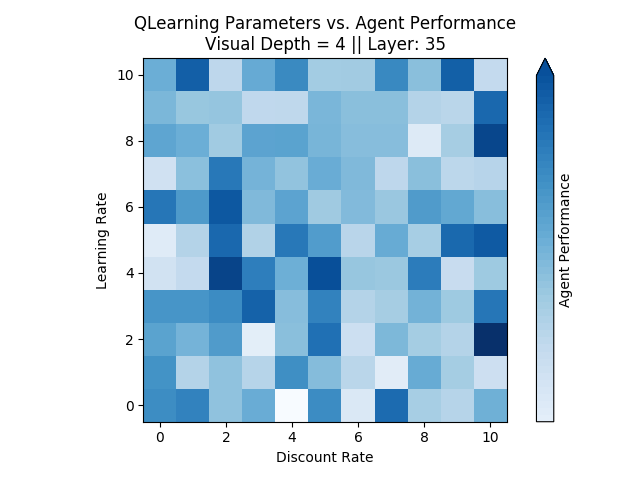 QLearning Parameters vs. Agent Performance
Visual Depth = 4 || Layer: 35
10
8
6
4
2
0
Learning Rate
0 2 4 6 8 10
Discount Rate
Agent Performance